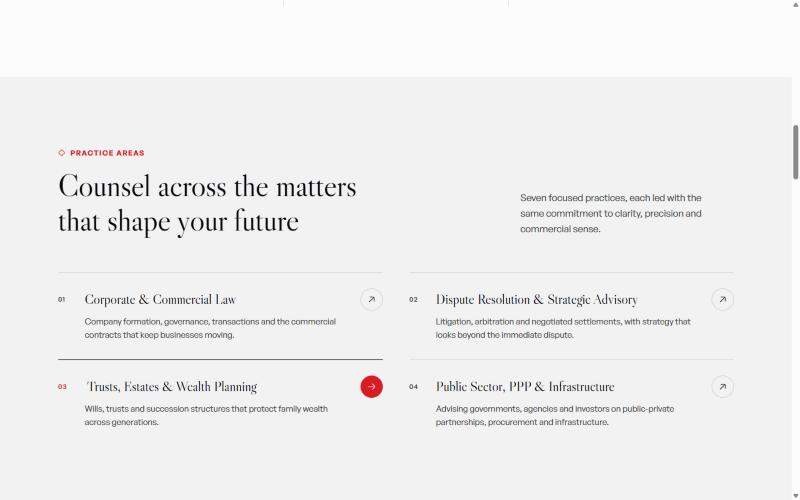 PRACTICE AREAS
Counsel across the matters
that shape your future
Seven focused practices, each led with the
same commitment to clarity, precision and
commercial sense.
01
Corporate & Commercial Law
Company formation, governance, transactions and the commercial
contracts that keep businesses moving.
02
Dispute Resolution & Strategic Advisory
Litigation, arbitration and negotiated settlements, with strategy that
looks beyond the immediate dispute.
03
Trusts, Estates & Wealth Planning
Wills, trusts and succession structures that protect family wealth
across generations.
04
Public Sector, PPP & Infrastructure
Advising governments, agencies and investors on public-private
partnerships, procurement and infrastructure.